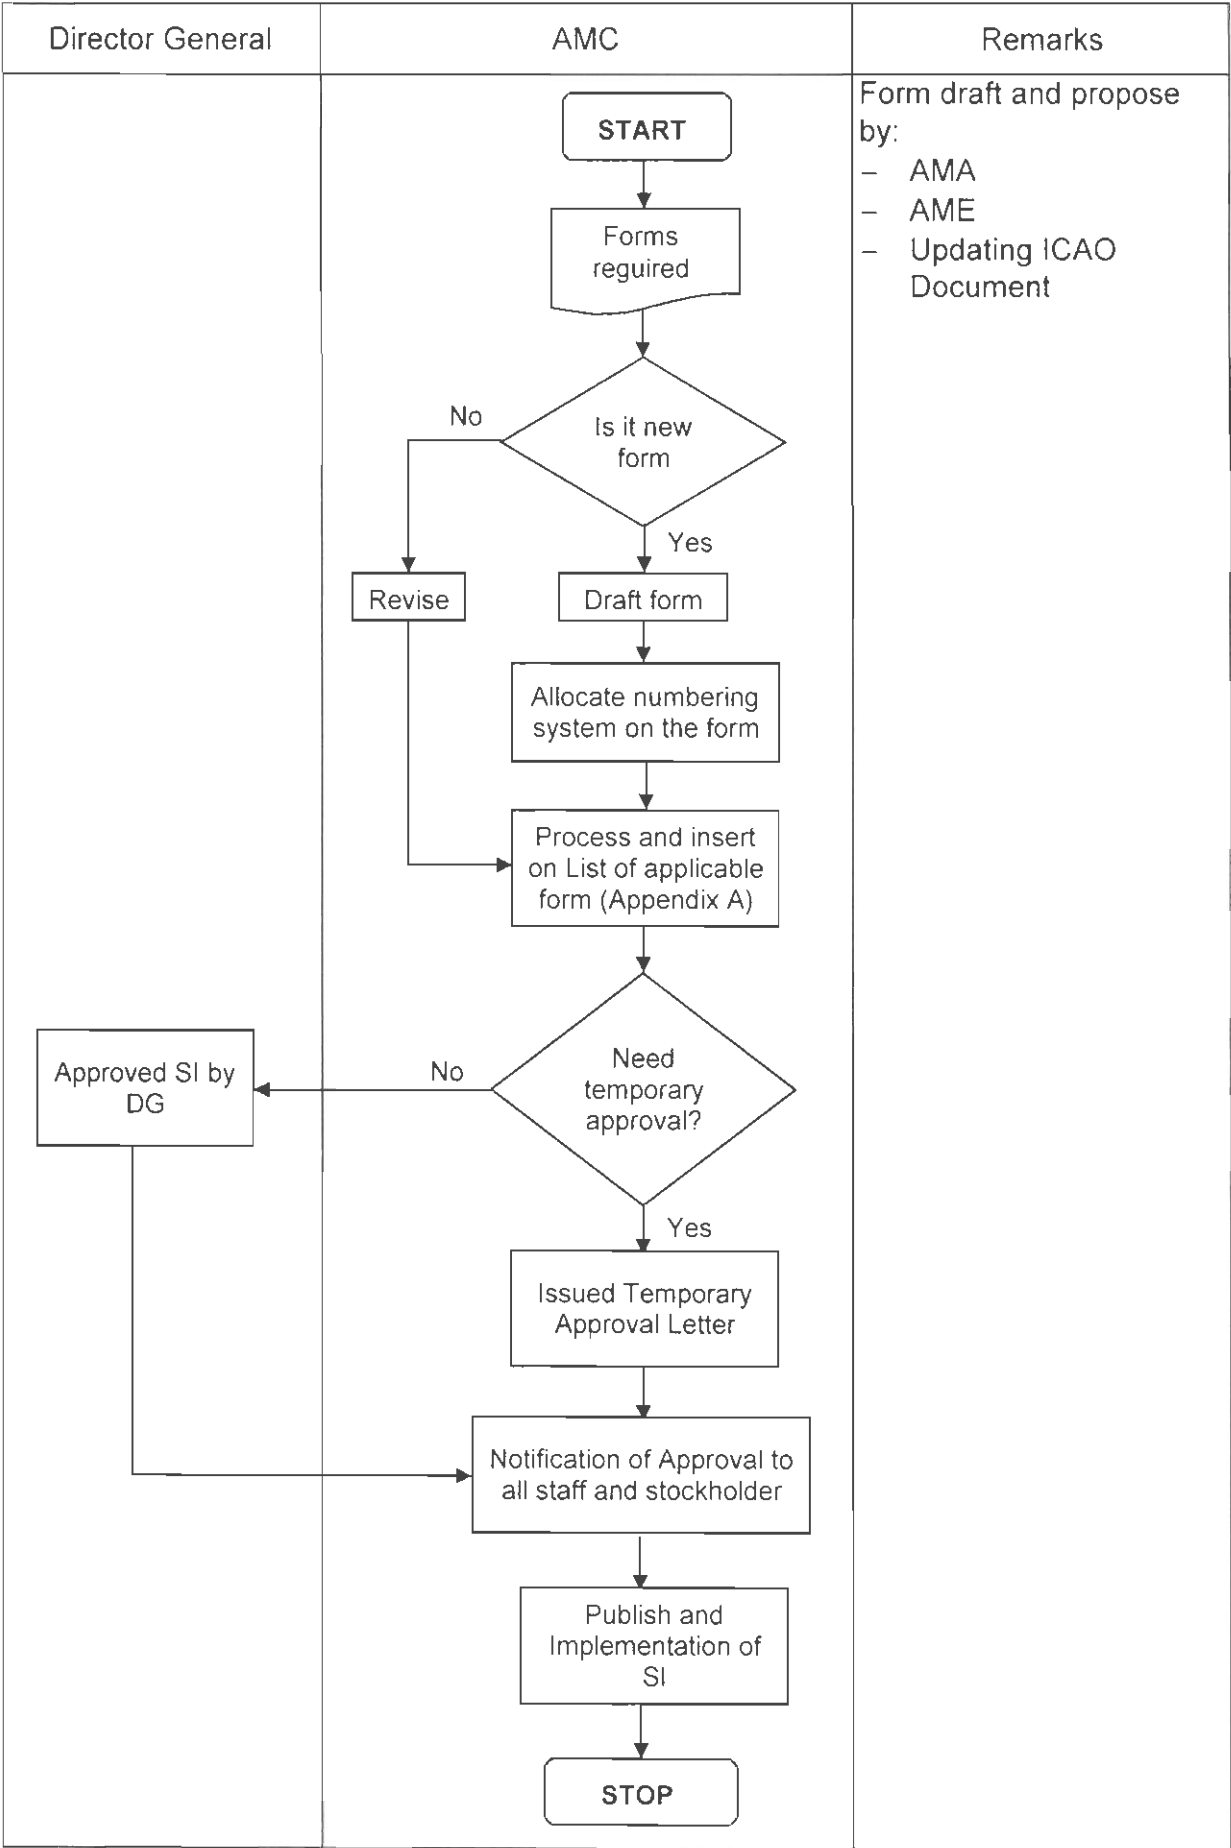 Director General
AMC
Remarks
START
Form draft and propose
by:
– AMA
– AME
– Updating ICAO
Document
Forms
reguired
No
Is it new
form
Yes
Revise
Draft form
Allocate numbering
system on the form
Process and insert
on List of applicable
form (Appendix A)
Approved SI by
DG
No
Need
temporary
approval?
Yes
Issued Temporary
Approval Letter
Notification of Approval to
all staff and stockholder
Publish and
Implementation of
SI
STOP